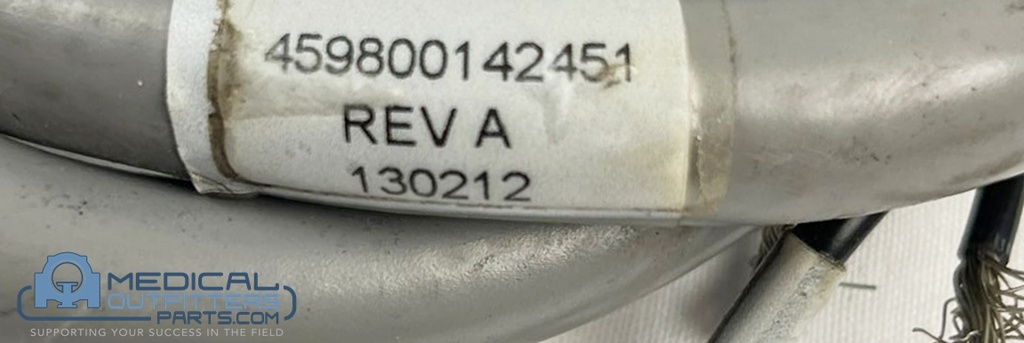 459800142451
REV A
130212
MEDICAL
OUTFITTERS
PARTS.COM
SUPPORTING YOUR SUCCESS IN THE FIELD